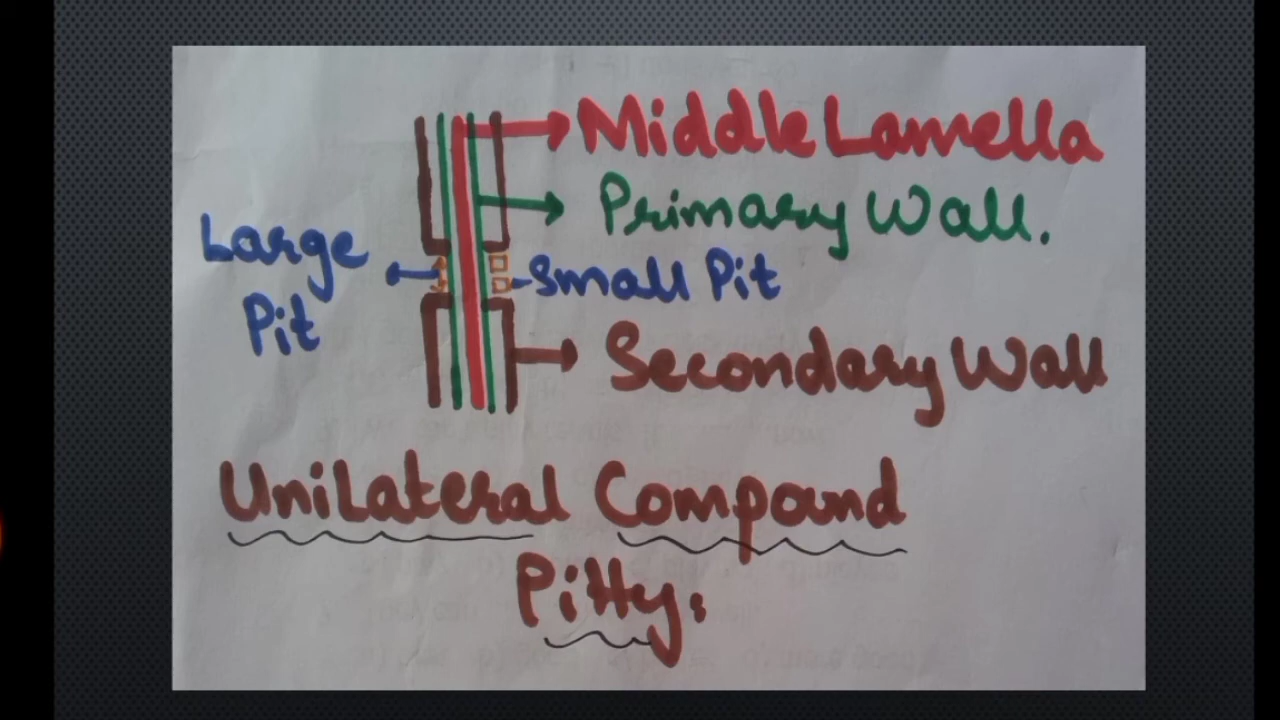 Middle Lamella
Primary Wall.
Large
Pit
Small Pit
Secondary Wall
Unilateral Compound
Pitty: